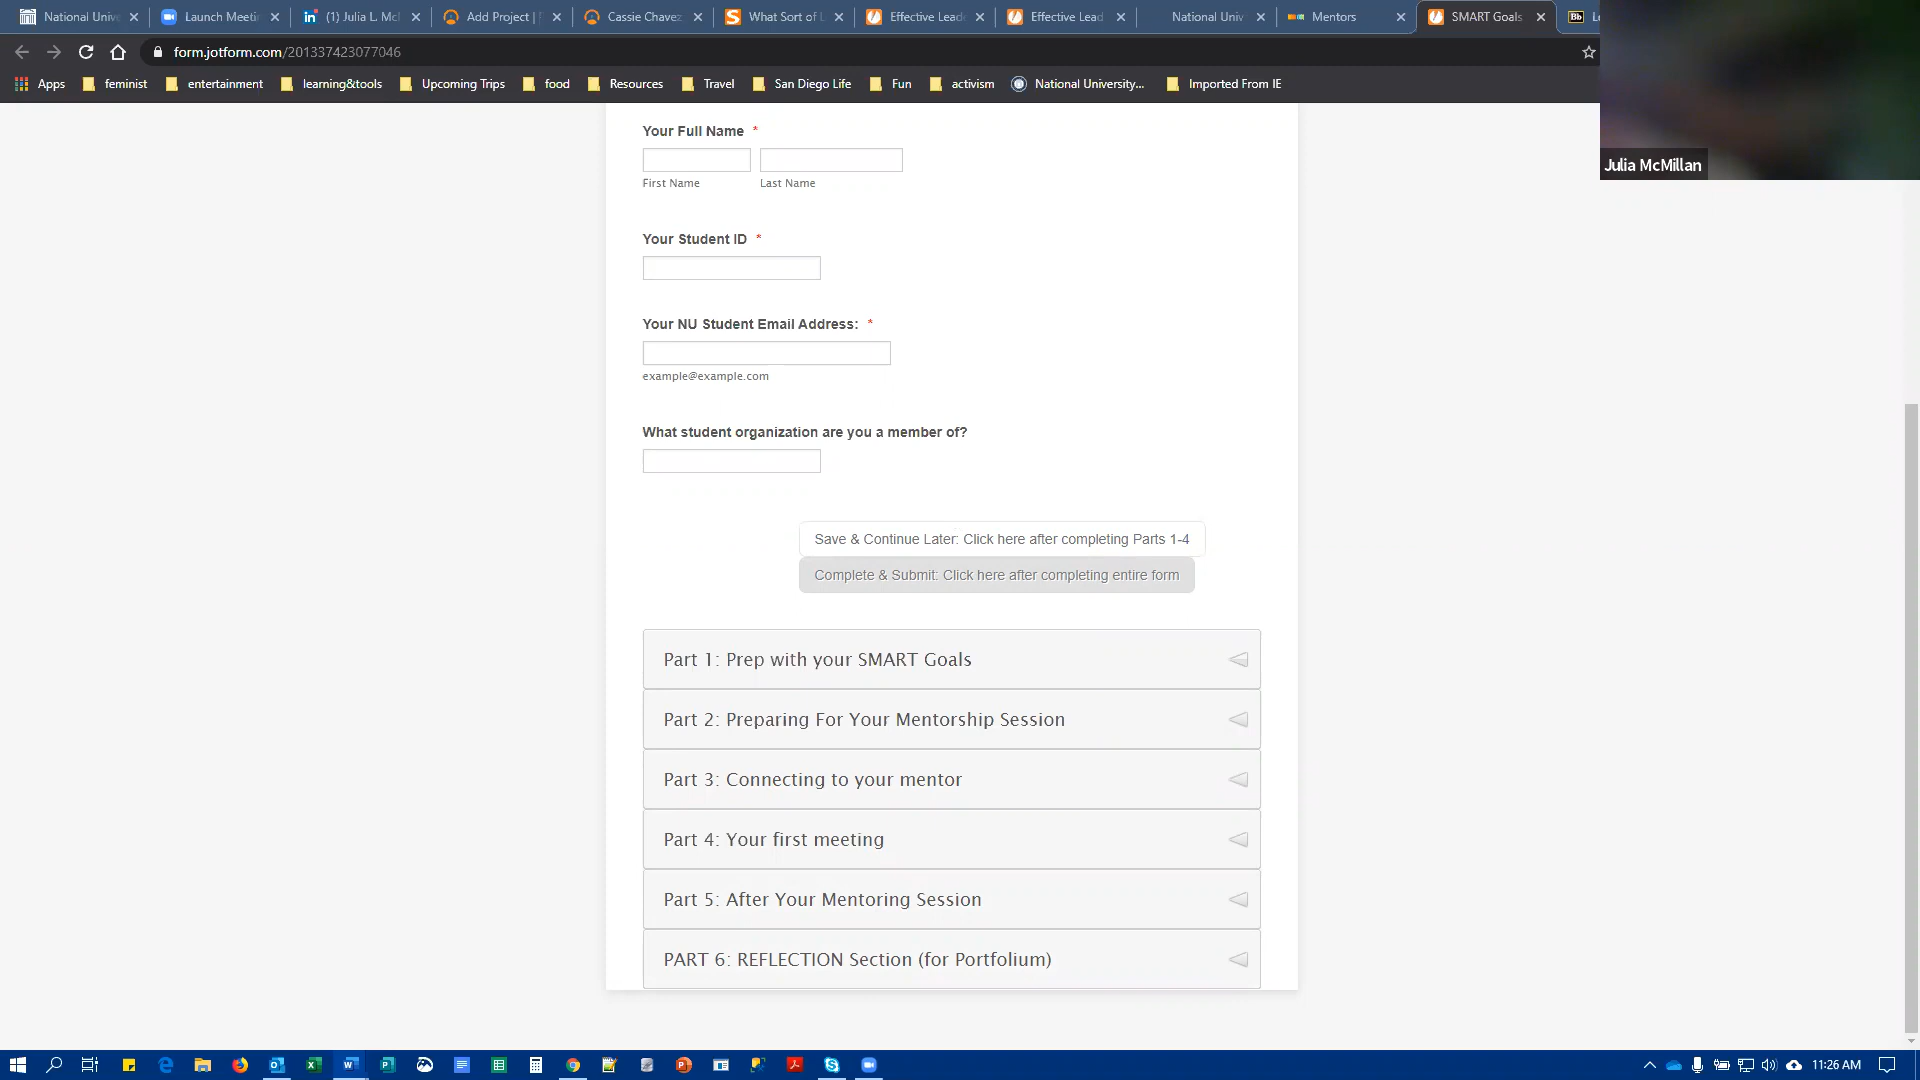 National Unive
Launch Meetin
(1) Julia L. McM
Add Project |
Cassie Chavez
What Sort of L
Effective Leade
Effective Lead
National Univ
Mentors
SMART Goals
Bb
form.jotform.com/201337423077046
Apps
feminist
entertainment
learning&tools
Upcoming Trips
food
Resources
Travel
San Diego Life
Fun
activism
National University...
Imported From IE
Julia McMillan
Your Full Name *
First Name
Last Name
Your Student ID *
Your NU Student Email Address: *
example@example.com
What student organization are you a member of?
Save & Continue Later: Click here after completing Parts 1-4
Complete & Submit: Click here after completing entire form
Part 1: Prep with your SMART Goals
Part 2: Preparing For Your Mentorship Session
Part 3: Connecting to your mentor
Part 4: Your first meeting
Part 5: After Your Mentoring Session
PART 6: REFLECTION Section (for Portfolium)
11:26 AM